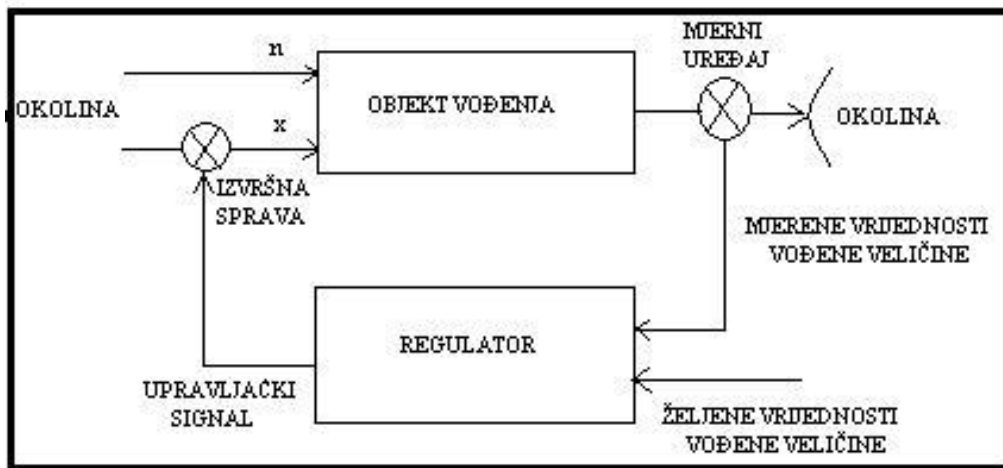 n
MJERNI
UREĐAJ
OKOLINA
OBJEKT VOĐENJA
OKOLINA
x
IZVRŠNA
SPRAVA
MJERENE VRIJEDNOSTI
VOĐENE VELIČINE
REGULATOR
UPRAVLJAČKI
SIGNAL
ŽELJENE VRIJEDNOSTI
VOĐENE VELIČINE